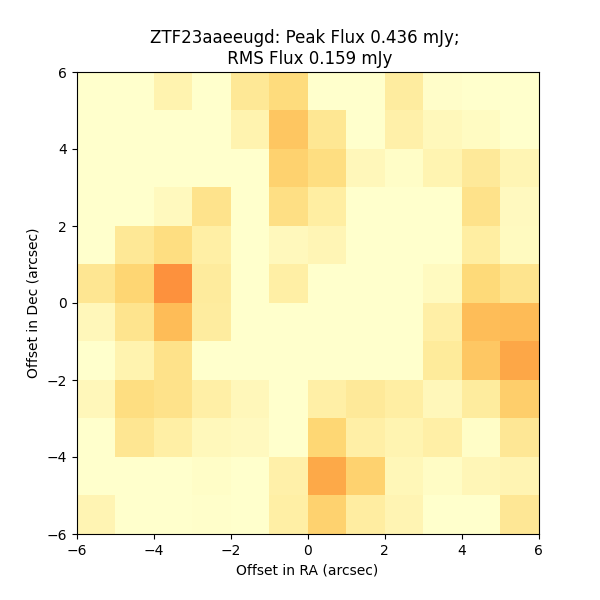 ZTF23aaeeugd: Peak Flux 0.436 mJy;
RMS Flux 0.159 mJy
6
4
2
0
−2
−4
−6
Offset in Dec (arcsec)
−6 −4 −2 0 2 4 6
Offset in RA (arcsec)